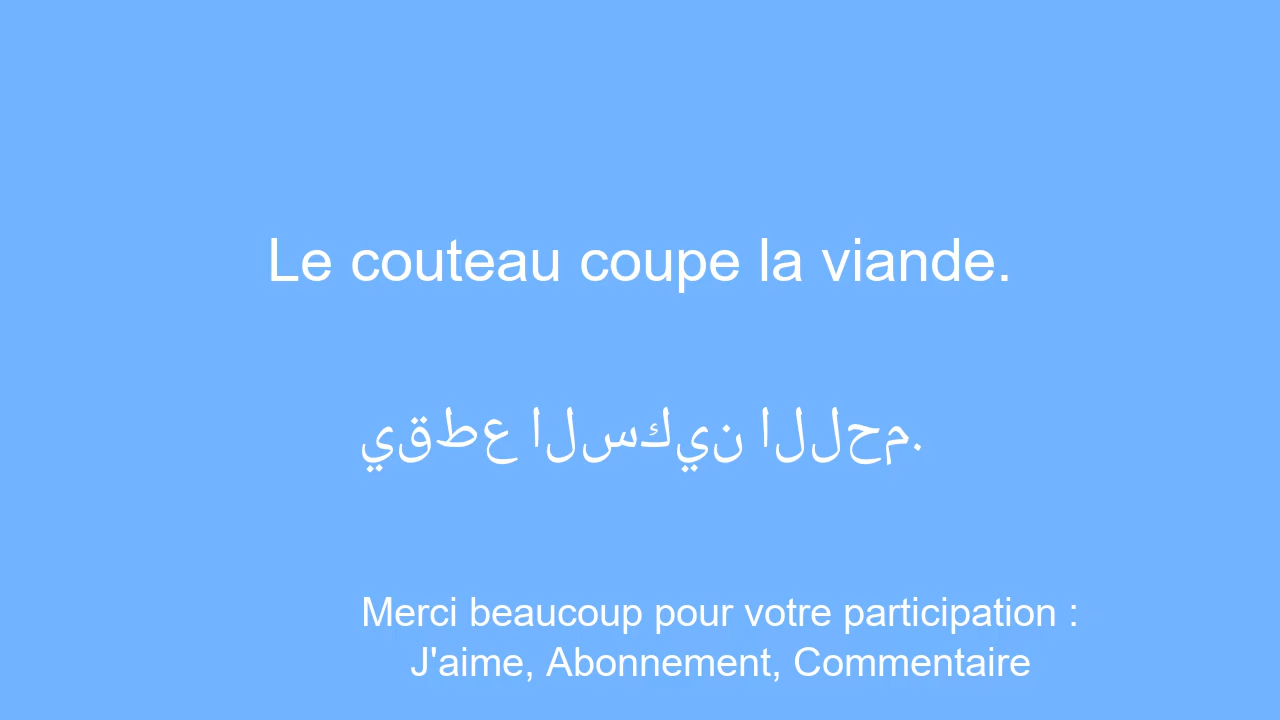 Le couteau coupe la viande.
يقطع السكين اللحم.
Merci beaucoup pour votre participation :
J'aime, Abonnement, Commentaire